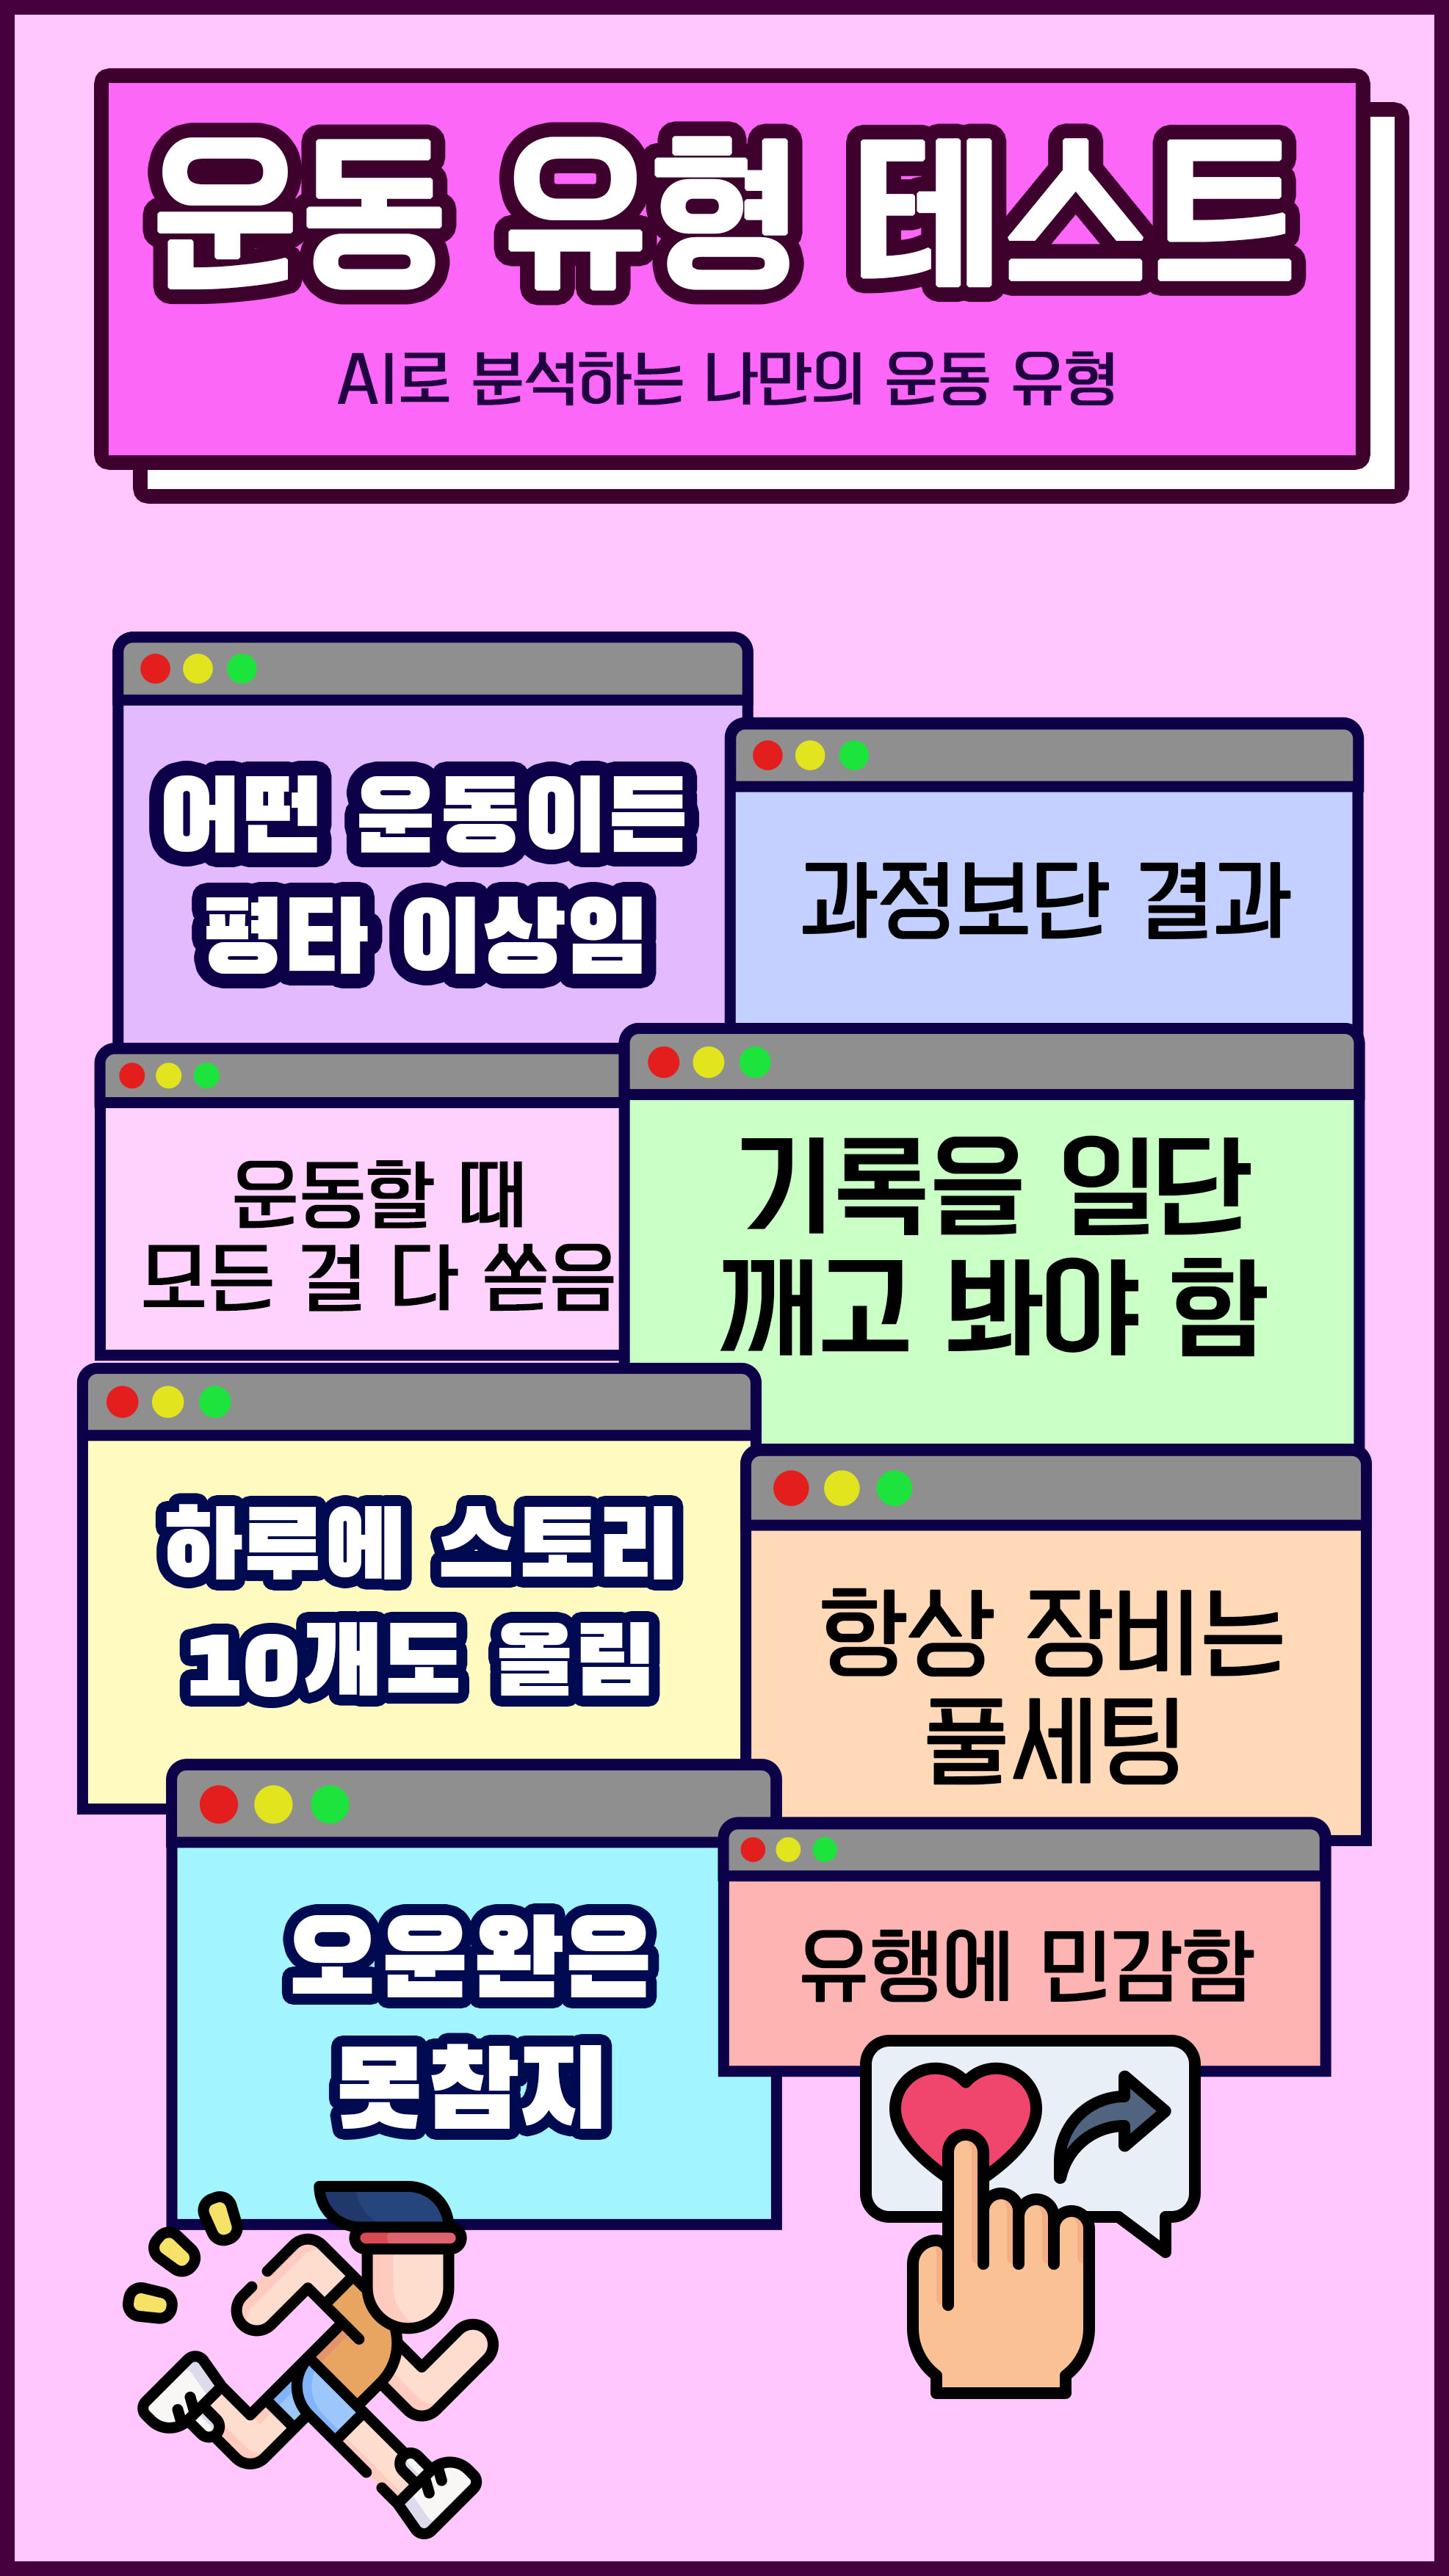 운동 유형 테스트
AI로 분석하는 나만의 운동 유형
어떤 운동이든
평타 이상임
과정보단 결과
운동할 때
모든 걸 다 쏟음
기록을 일단
깨고 봐야 함
하루에 스토리
10개도 올림
항상 장비는
풀세팅
오운완은
못참지
유행에 민감함